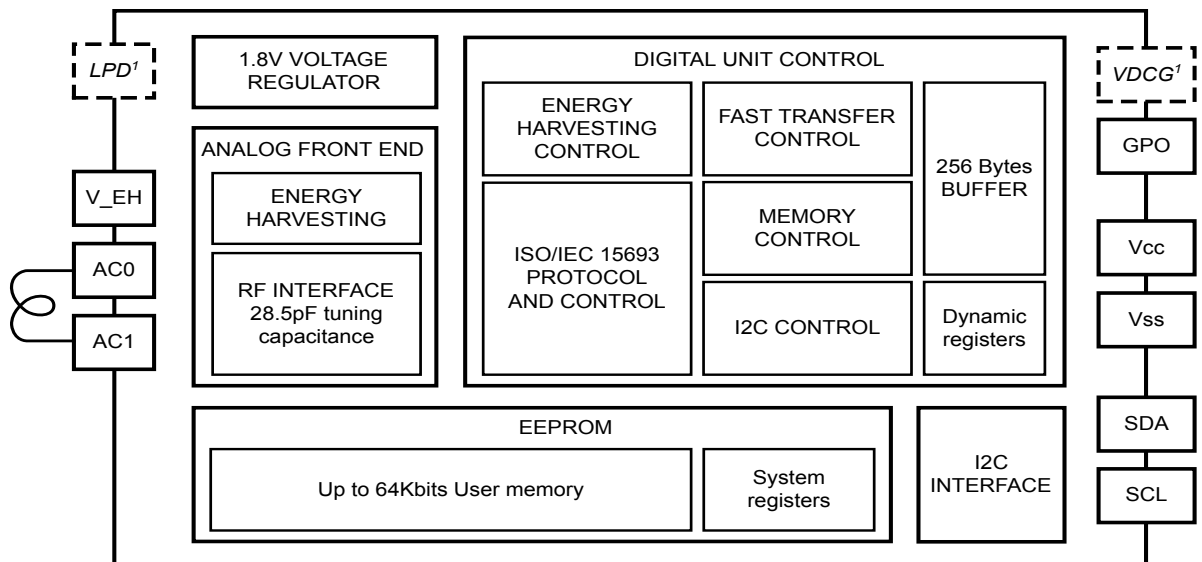 LPD¹
V_EH
AC0
AC1
1.8V VOLTAGE
REGULATOR
ANALOG FRONT END
ENERGY
HARVESTING
RF INTERFACE
28.5pF tuning
capacitance
DIGITAL UNIT CONTROL
ENERGY
HARVESTING
CONTROL
FAST TRANSFER
CONTROL
256 Bytes
BUFFER
ISO/IEC 15693
PROTOCOL
AND CONTROL
MEMORY
CONTROL
I2C CONTROL
Dynamic
registers
EEPROM
Up to 64Kbits User memory
System
registers
I2C
INTERFACE
VDCG¹
GPO
Vcc
Vss
SDA
SCL